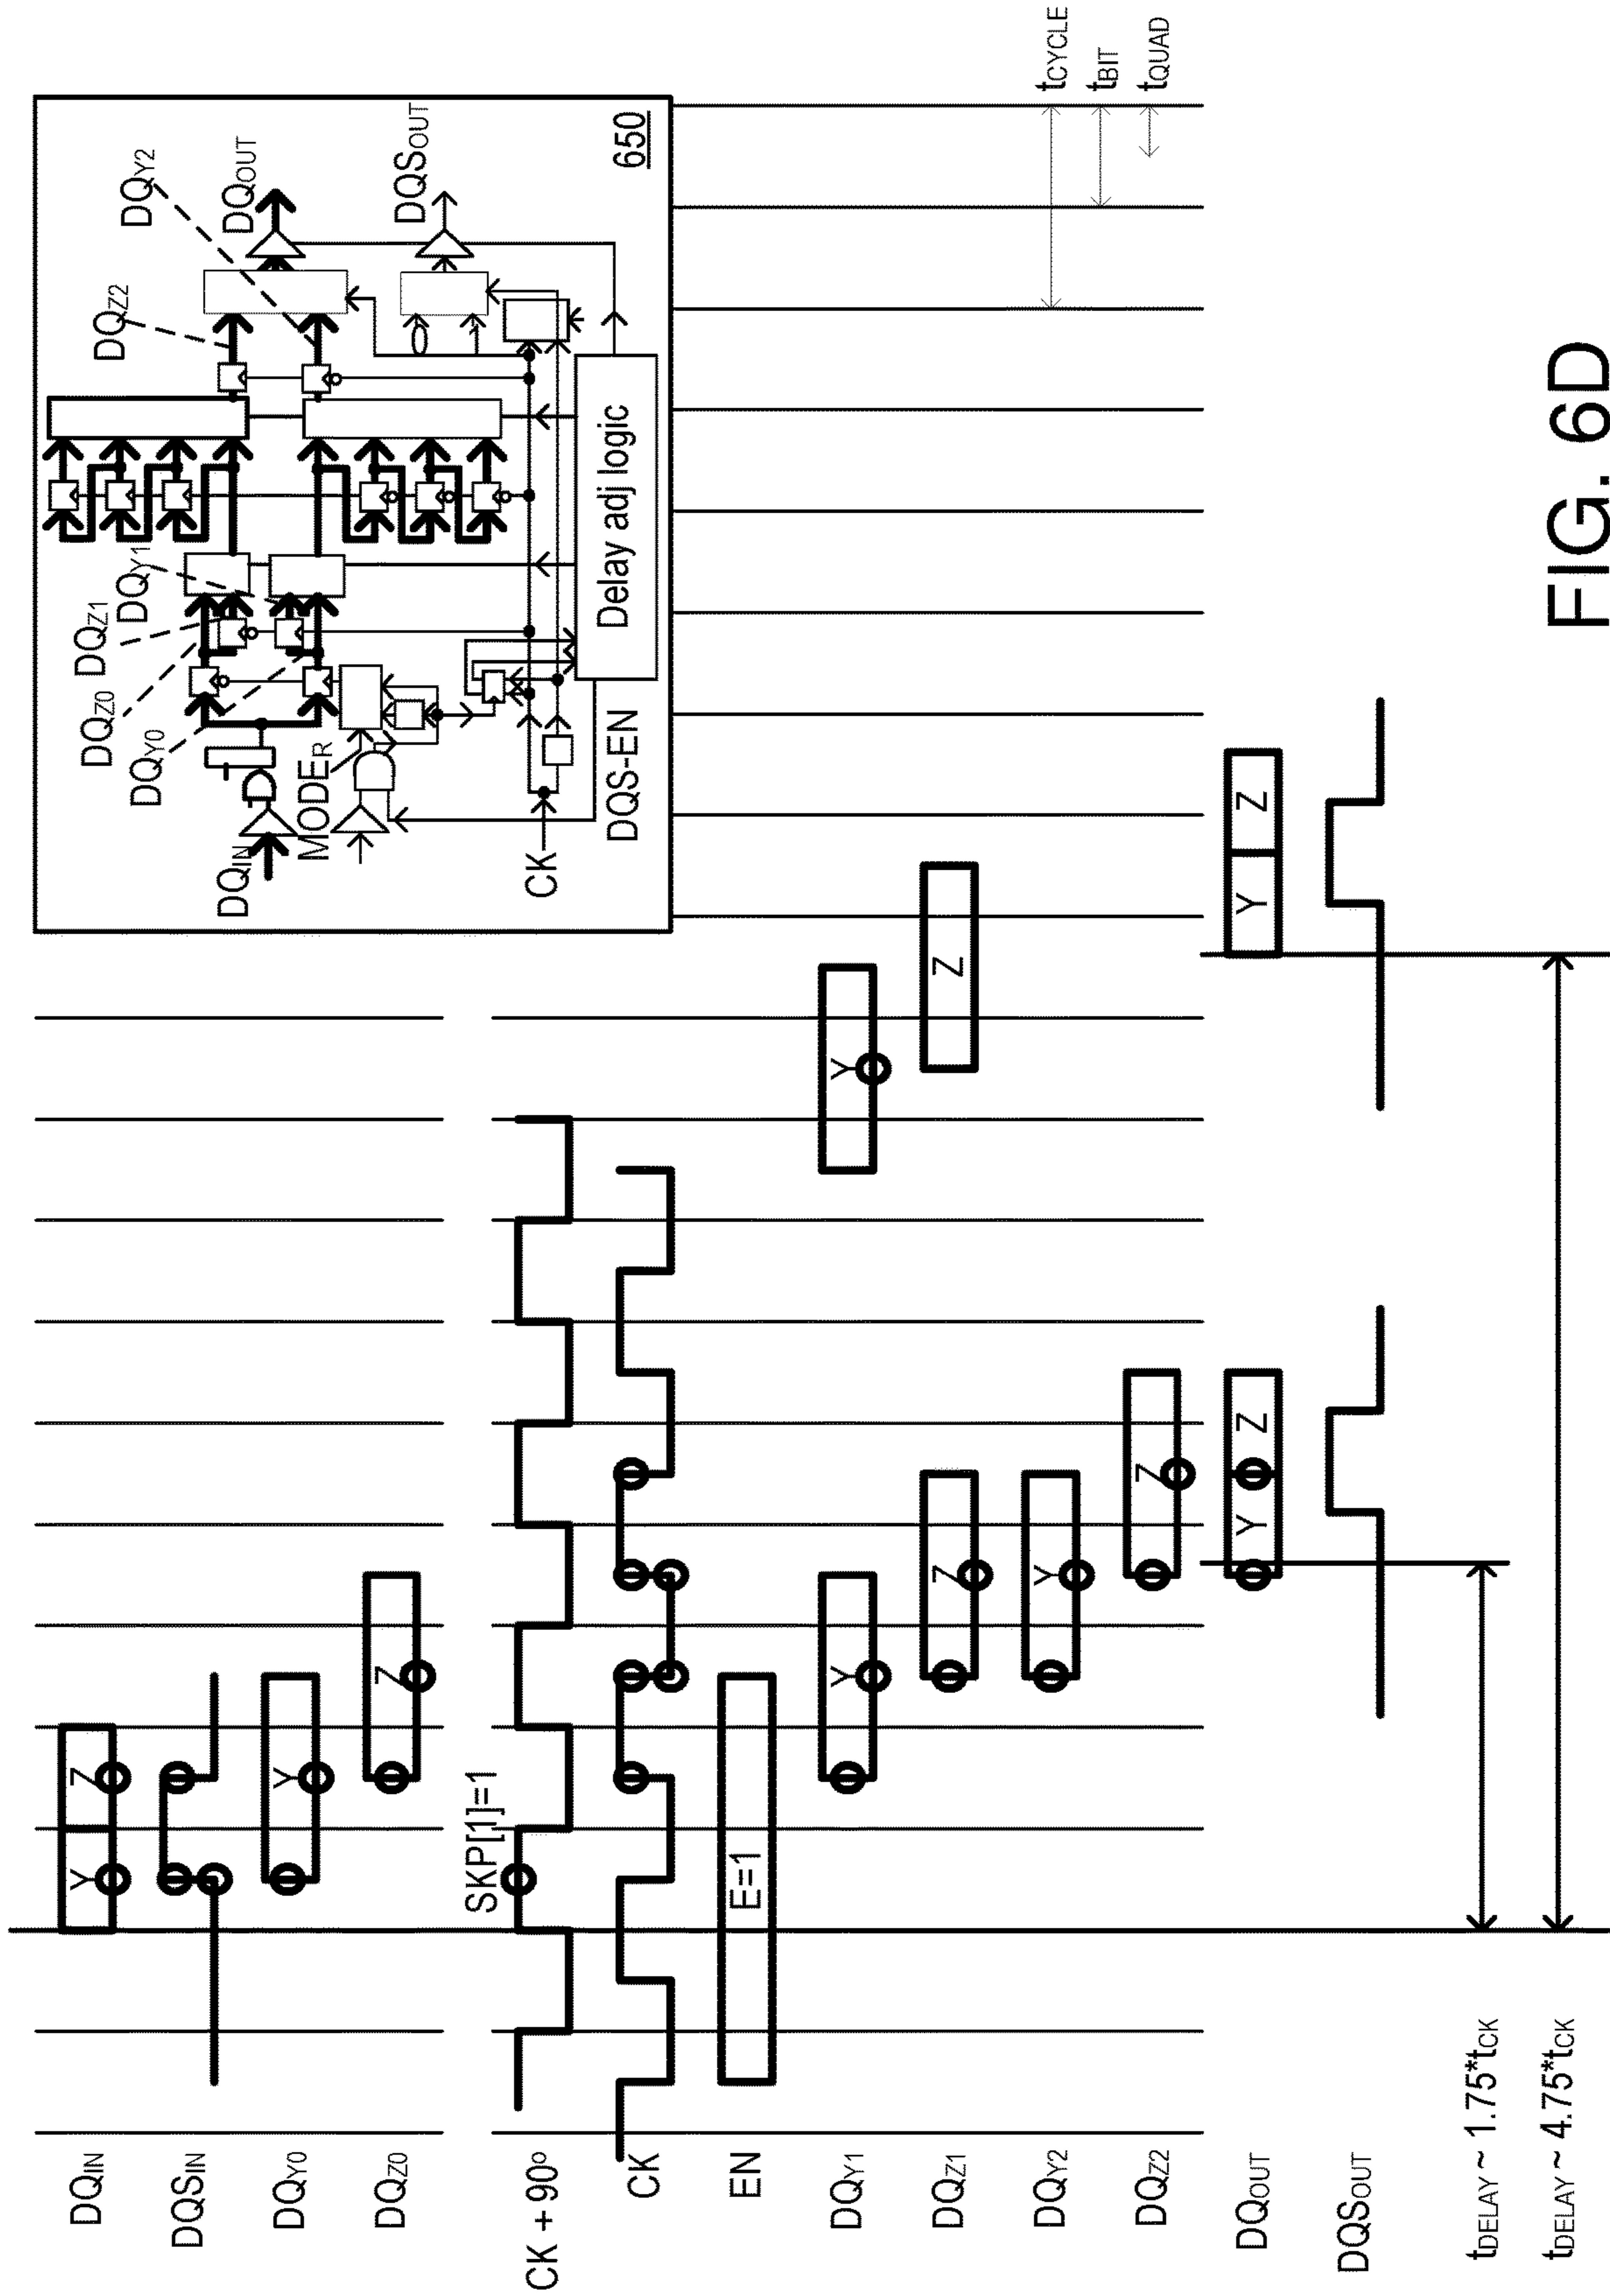 DQIN
DQSIN
DQY0
DQZ0
CK + 90°
CK
EN
DQY1
DQZ1
DQY2
DQZ2
DQOUT
DQSOUT
tDELAY ~ 1.75*tCK
tDELAY ~ 4.75*tCK
Y Z
Y
Z
SKP[1]=1
E=1
Y
Y
Z
Z
Y
Z
Y Z
Y Z
DQIN
MODER
CK
DQS-EN
DQY0
DQZ0
DQZ1
DQY1
DQZ2
DQY2
DQOUT
DQSOUT
Delay adj logic
650
tCYCLE
tBIT
tQUAD
FIG. 6D